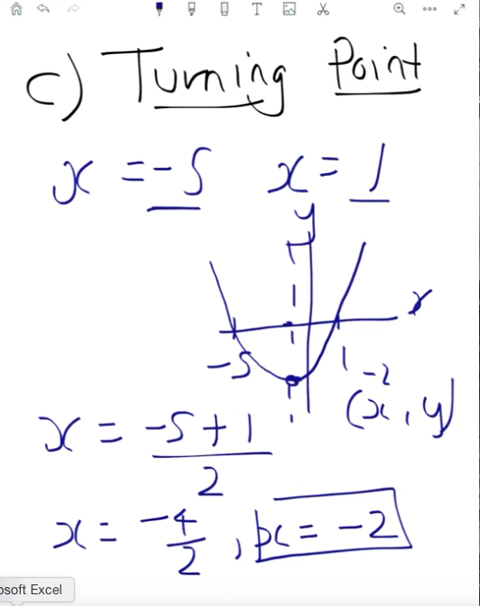 c) Turning Point
x = -5 x = 1
y
x
-5 1
-2
(x, y)
x = -5+1/2
x = -4/2, x = -2
osoft Excel